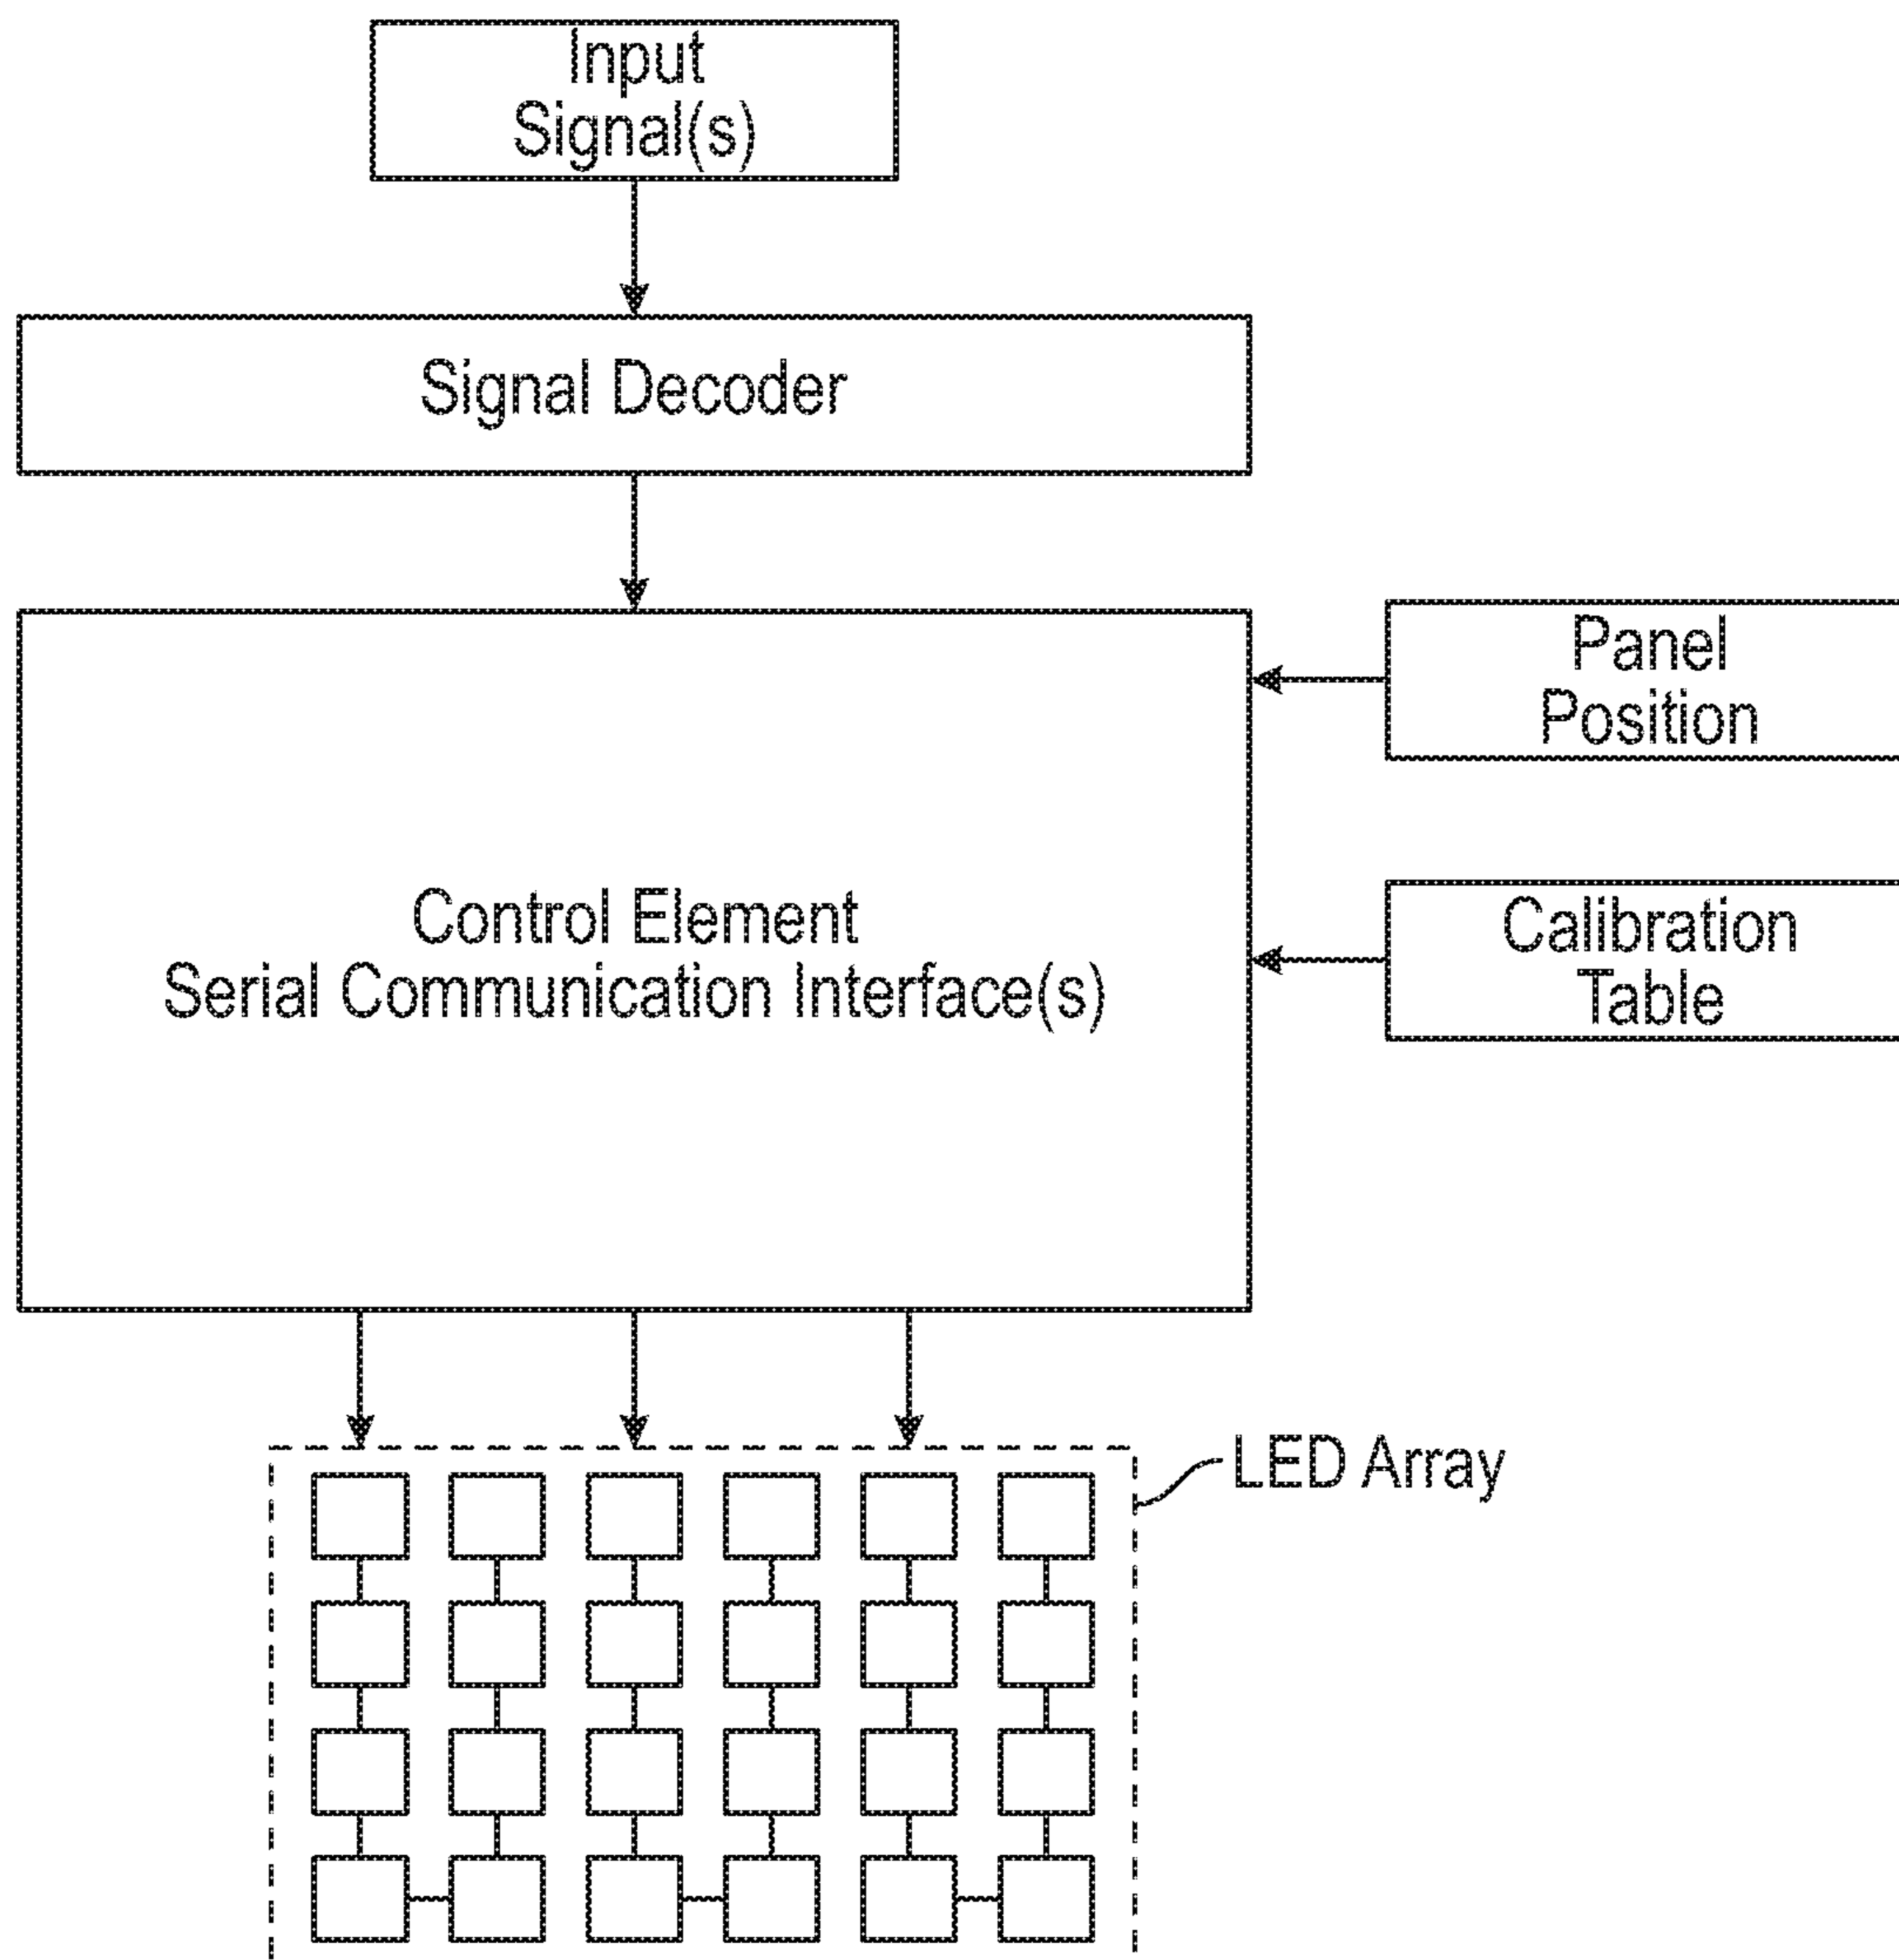 Input
Signal(s)
Signal Decoder
Panel
Position
Control Element
Serial Communication Interface(s)
Calibration
Table
LED Array